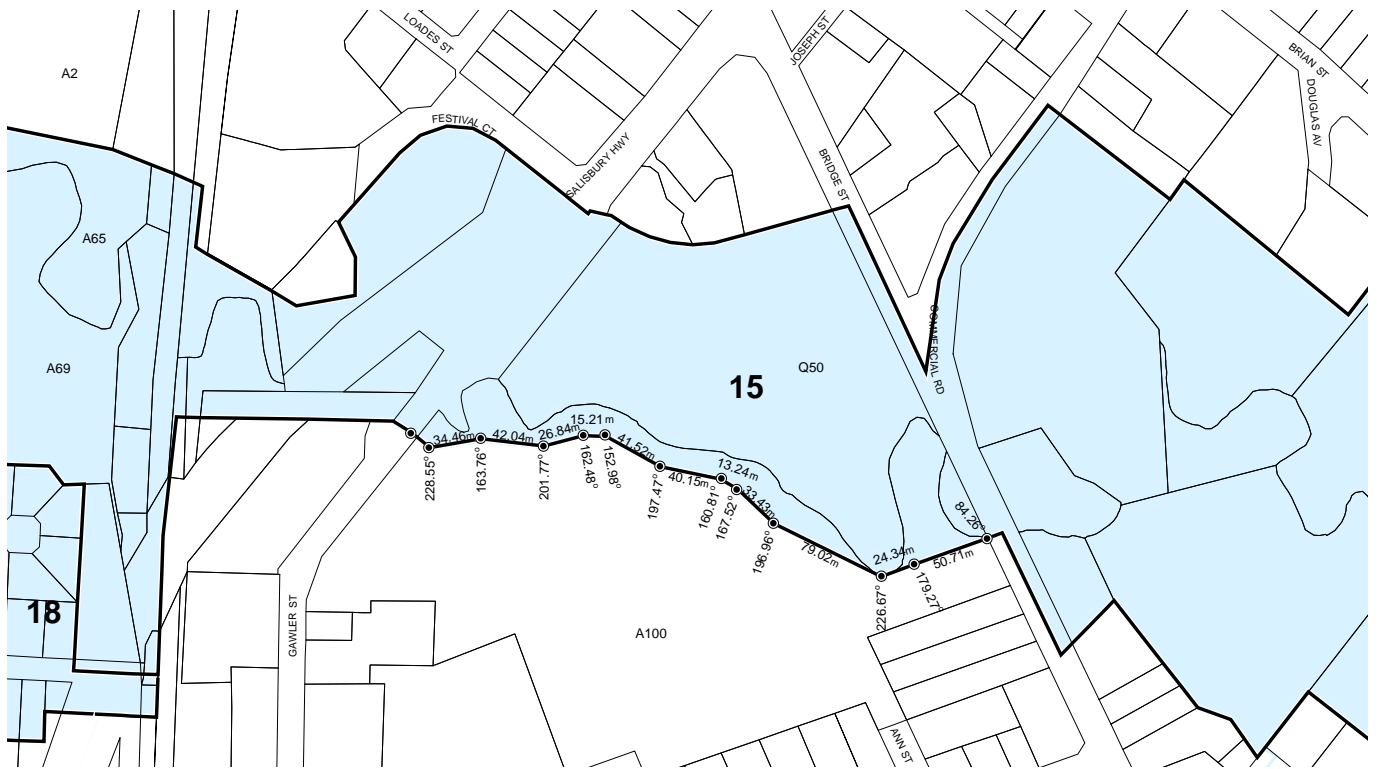 LOADES ST
JOSEPH ST
BRIAN ST
A2
DOUGLAS AV
FESTIVAL CT
SALISBURY HWY
BRIDGE ST
A65
COMMERCIAL RD
A69
Q50
15
34.46m
42.04m
26.84m
15.21m
41.52m
40.15m
13.24m
33.43m
79.02m
24.34m
50.71m
228.55°
163.76°
201.77°
162.48°
152.98°
197.47°
160.81°
167.52°
196.96°
226.67°
179.27°
84.26°
18
GAWLER ST
A100
ANN ST